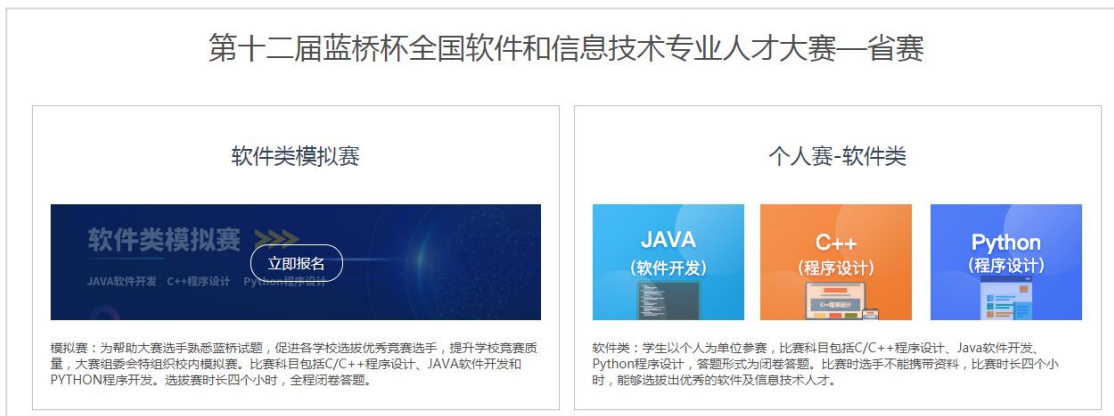 第十二届蓝桥杯全国软件和信息技术专业人才大赛—省赛
软件类模拟赛
软件类模拟赛 >>>
立即报名
JAVA软件开发 C++程序设计 Python程序设计
模拟赛：为帮助大赛选手熟悉蓝桥试题，促进各学校选拔优秀竞赛选手，提升学校竞赛质
量，大赛组委会特组织校内模拟赛。比赛科目包括C/C++程序设计、JAVA软件开发和
PYTHON程序开发。选拔赛时长四个小时，全程闭卷答题。
个人赛-软件类
JAVA
(软件开发)
C++
(程序设计)
C++程序设计
Python
(程序设计)
软件类：学生以个人为单位参赛，比赛科目包括C/C++程序设计、Java软件开发、
Python程序设计，答题形式为闭卷答题。比赛时选手不能携带资料，比赛时长四个小
时，能够选拔出优秀的软件及信息技术人才。